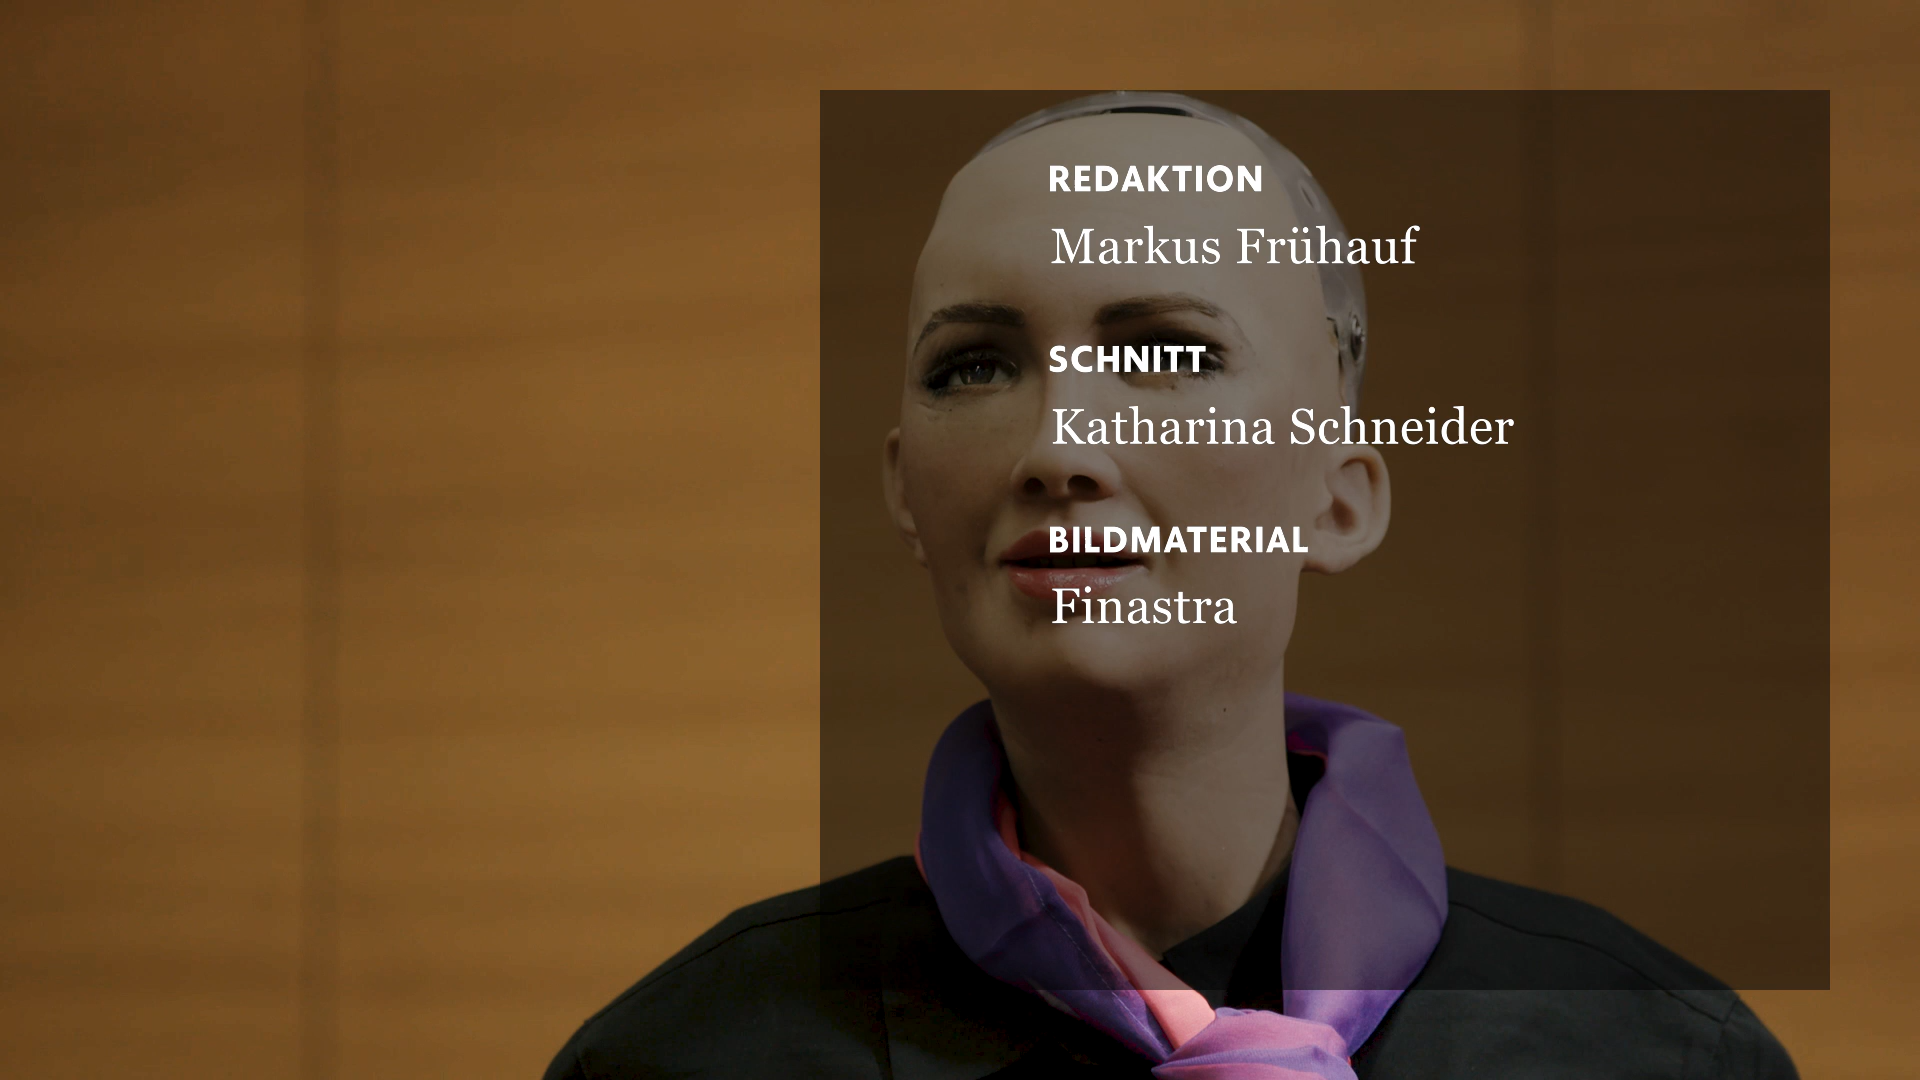 REDAKTION
Markus Frühauf
SCHNITT
Katharina Schneider
BILDMATERIAL
Finastra